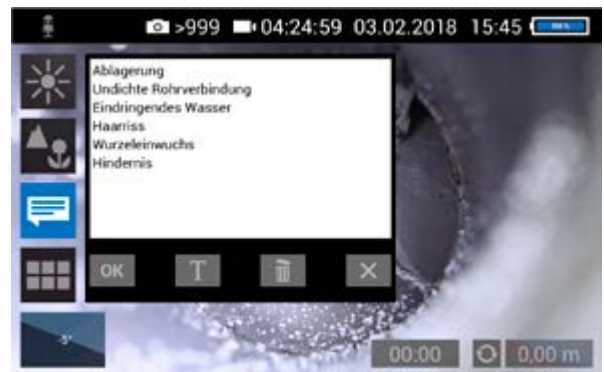 >999 04:24:59 03.02.2018 15:45
Ablagerung
Undichte Rohrverbindung
Eindringendes Wasser
Haarriss
Wurzeleinwuchs
Hindernis
OK T
00:00 0,00 m